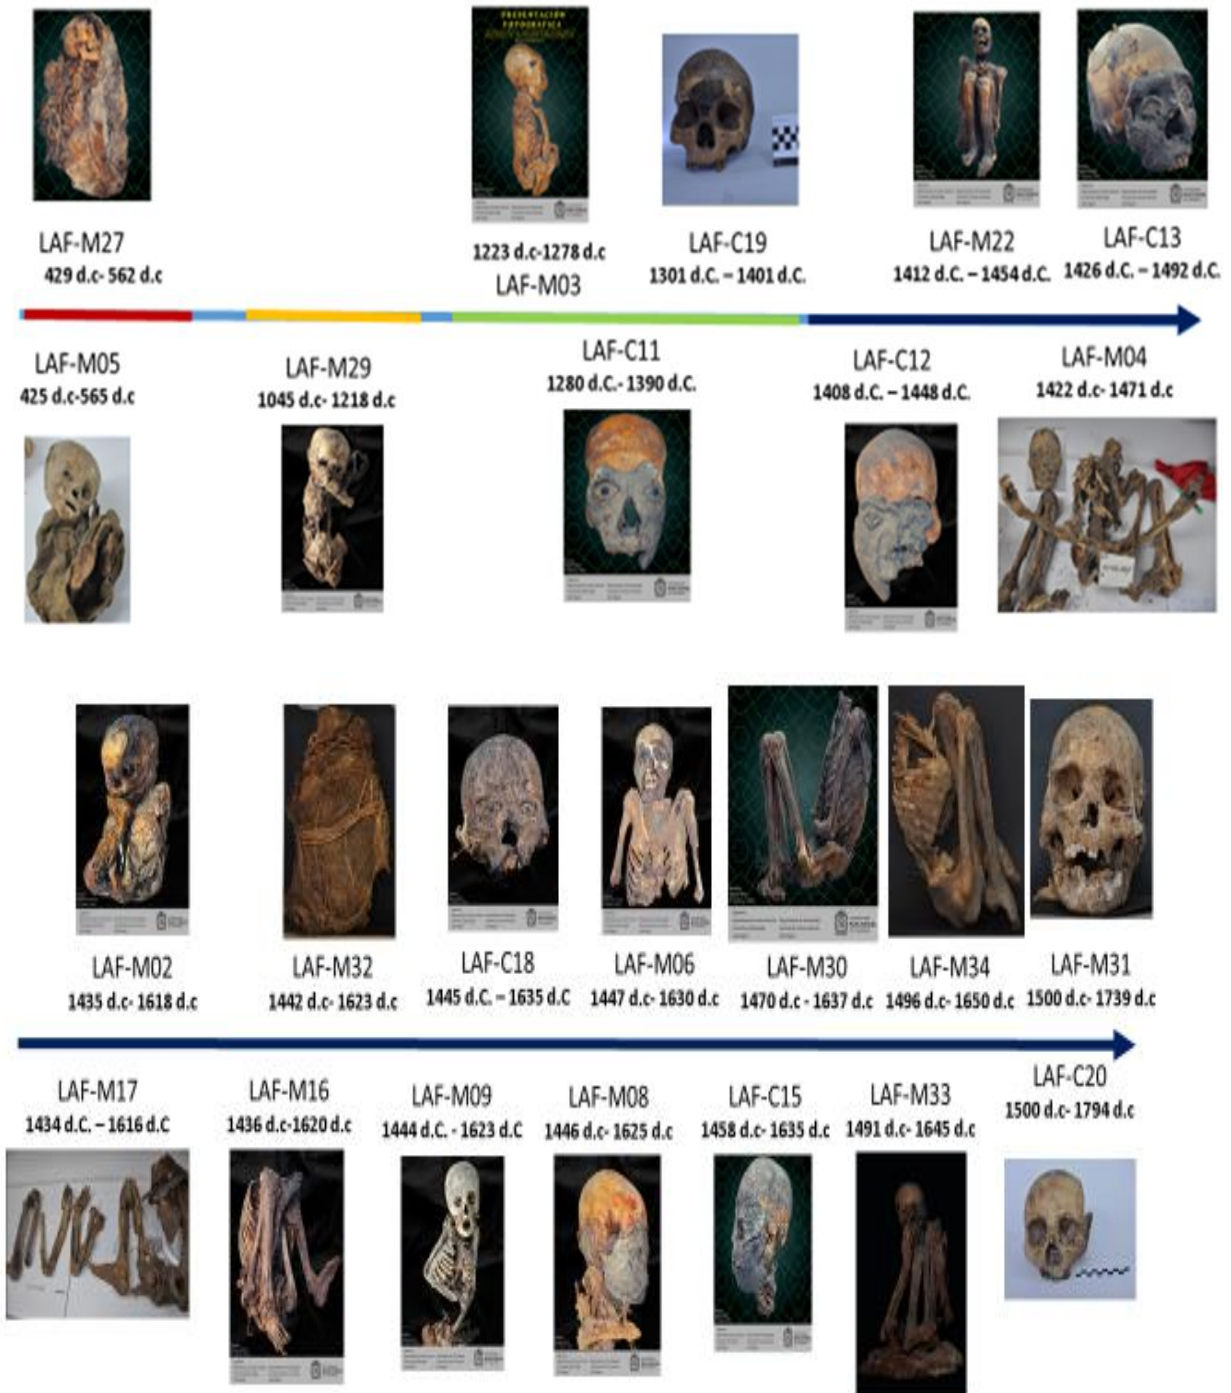 PRESENTACIÓN
FOTOGRÁFICA
LAF-M27
429 d.c- 562 d.c
1223 d.c-1278 d.c
LAF-M03
LAF-C19
1301 d.C. – 1401 d.C.
LAF-M22
1412 d.C. – 1454 d.C.
LAF-C13
1426 d.C. – 1492 d.C.
LAF-M05
425 d.c-565 d.c
LAF-M29
1045 d.c- 1218 d.c
LAF-C11
1280 d.C.- 1390 d.C.
LAF-C12
1408 d.C. – 1448 d.C.
LAF-M04
1422 d.c- 1471 d.c
LAF-M02
1435 d.c- 1618 d.c
LAF-M32
1442 d.c- 1623 d.c
LAF-C18
1445 d.C. – 1635 d.C
LAF-M06
1447 d.c- 1630 d.c
LAF-M30
1470 d.c - 1637 d.c
LAF-M34
1496 d.c- 1650 d.c
LAF-M31
1500 d.c- 1739 d.c
LAF-M17
1434 d.C. – 1616 d.C
LAF-M16
1436 d.c-1620 d.c
LAF-M09
1444 d.C. - 1623 d.C
LAF-M08
1446 d.c- 1625 d.c
LAF-C15
1458 d.c- 1635 d.c
LAF-M33
1491 d.c- 1645 d.c
LAF-C20
1500 d.c- 1794 d.c